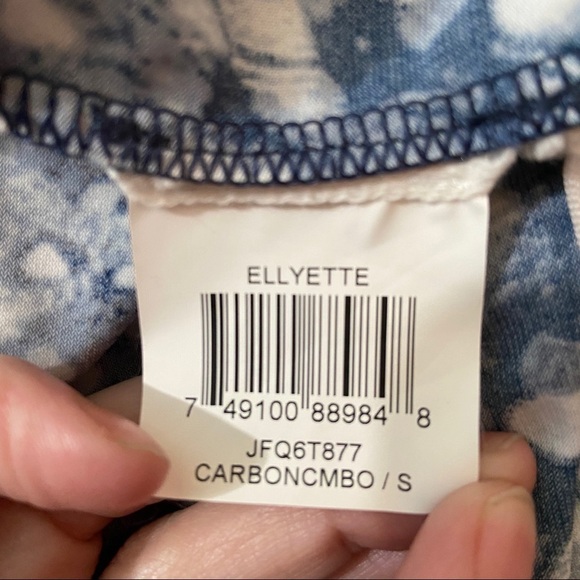 ELLYETTE
7 49100 88984 8
JFQ6T877
CARBONCMBO / S